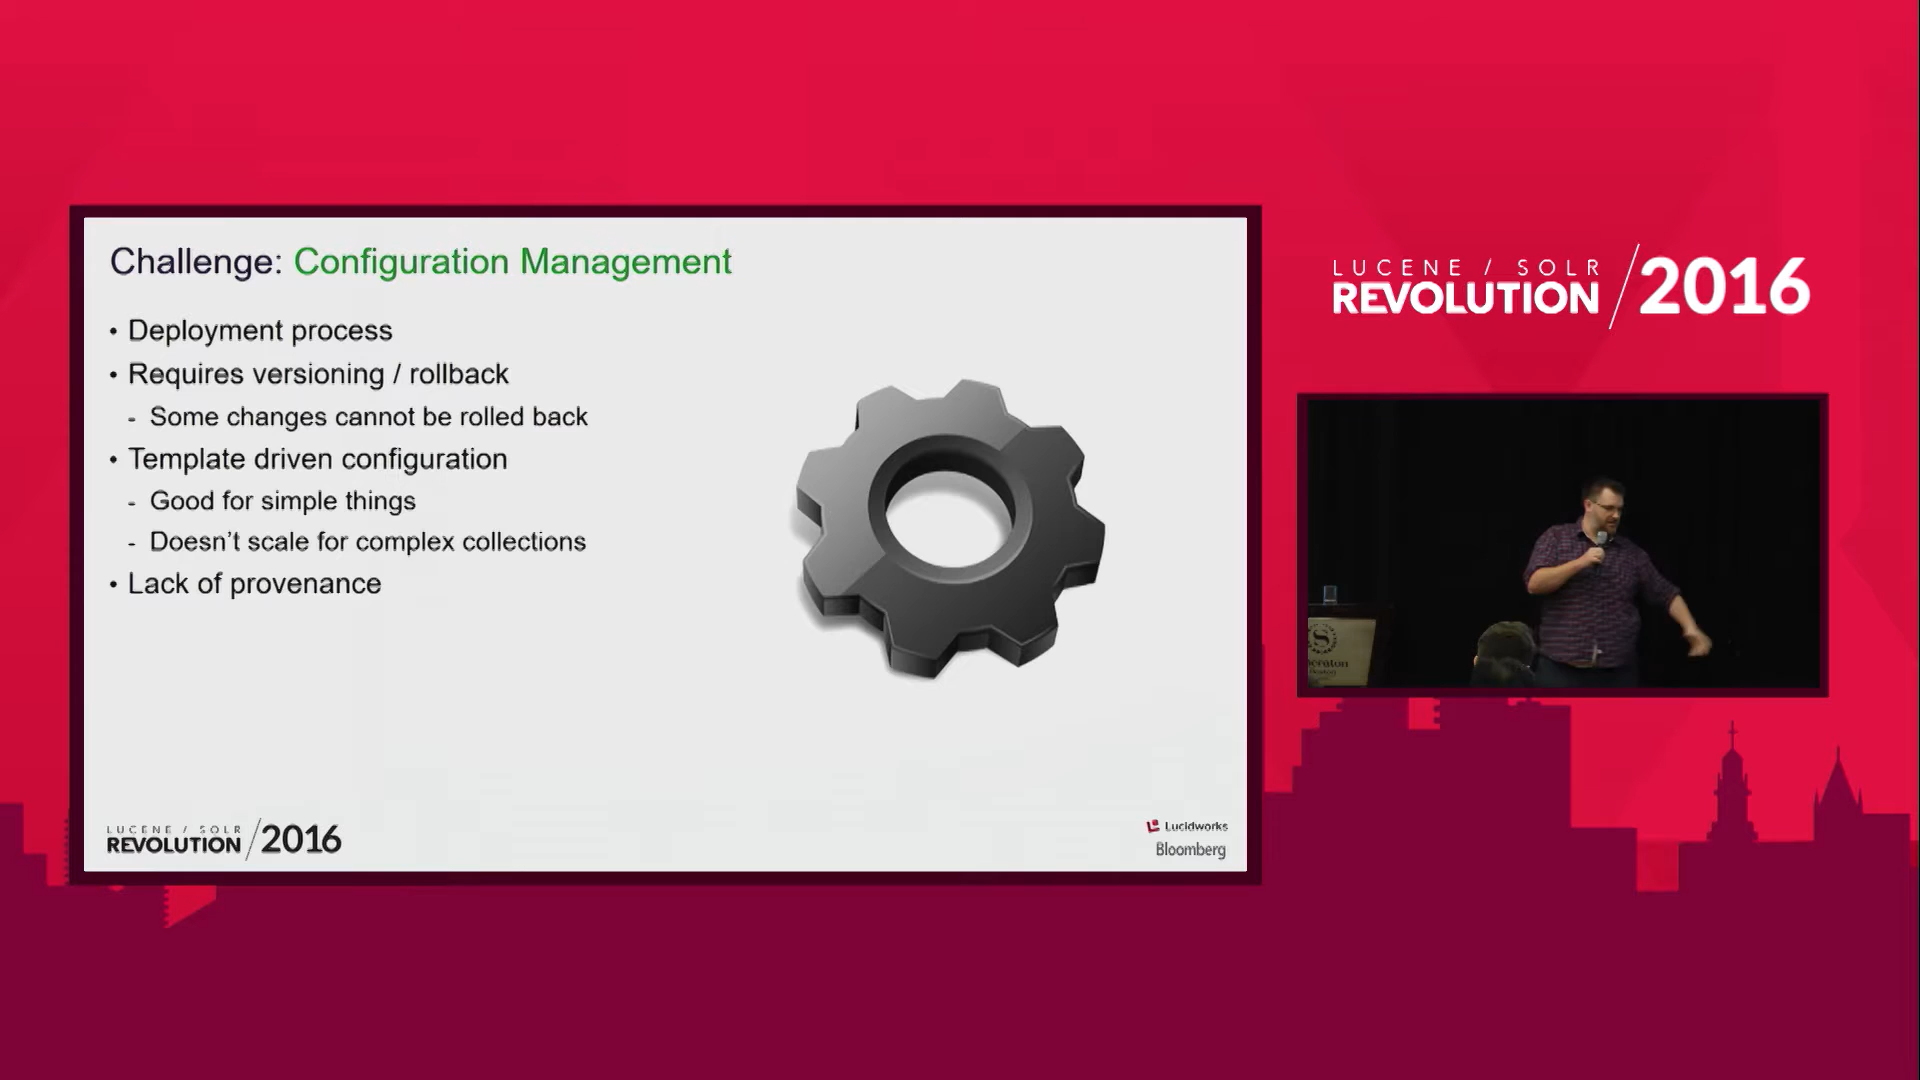 Challenge: Configuration Management
• Deployment process
• Requires versioning / rollback
- Some changes cannot be rolled back
• Template driven configuration
- Good for simple things
- Doesn’t scale for complex collections
• Lack of provenance
LUCENE / SOLR
REVOLUTION /2016
Lucidworks
Bloomberg
LUCENE / SOLR
REVOLUTION /2016